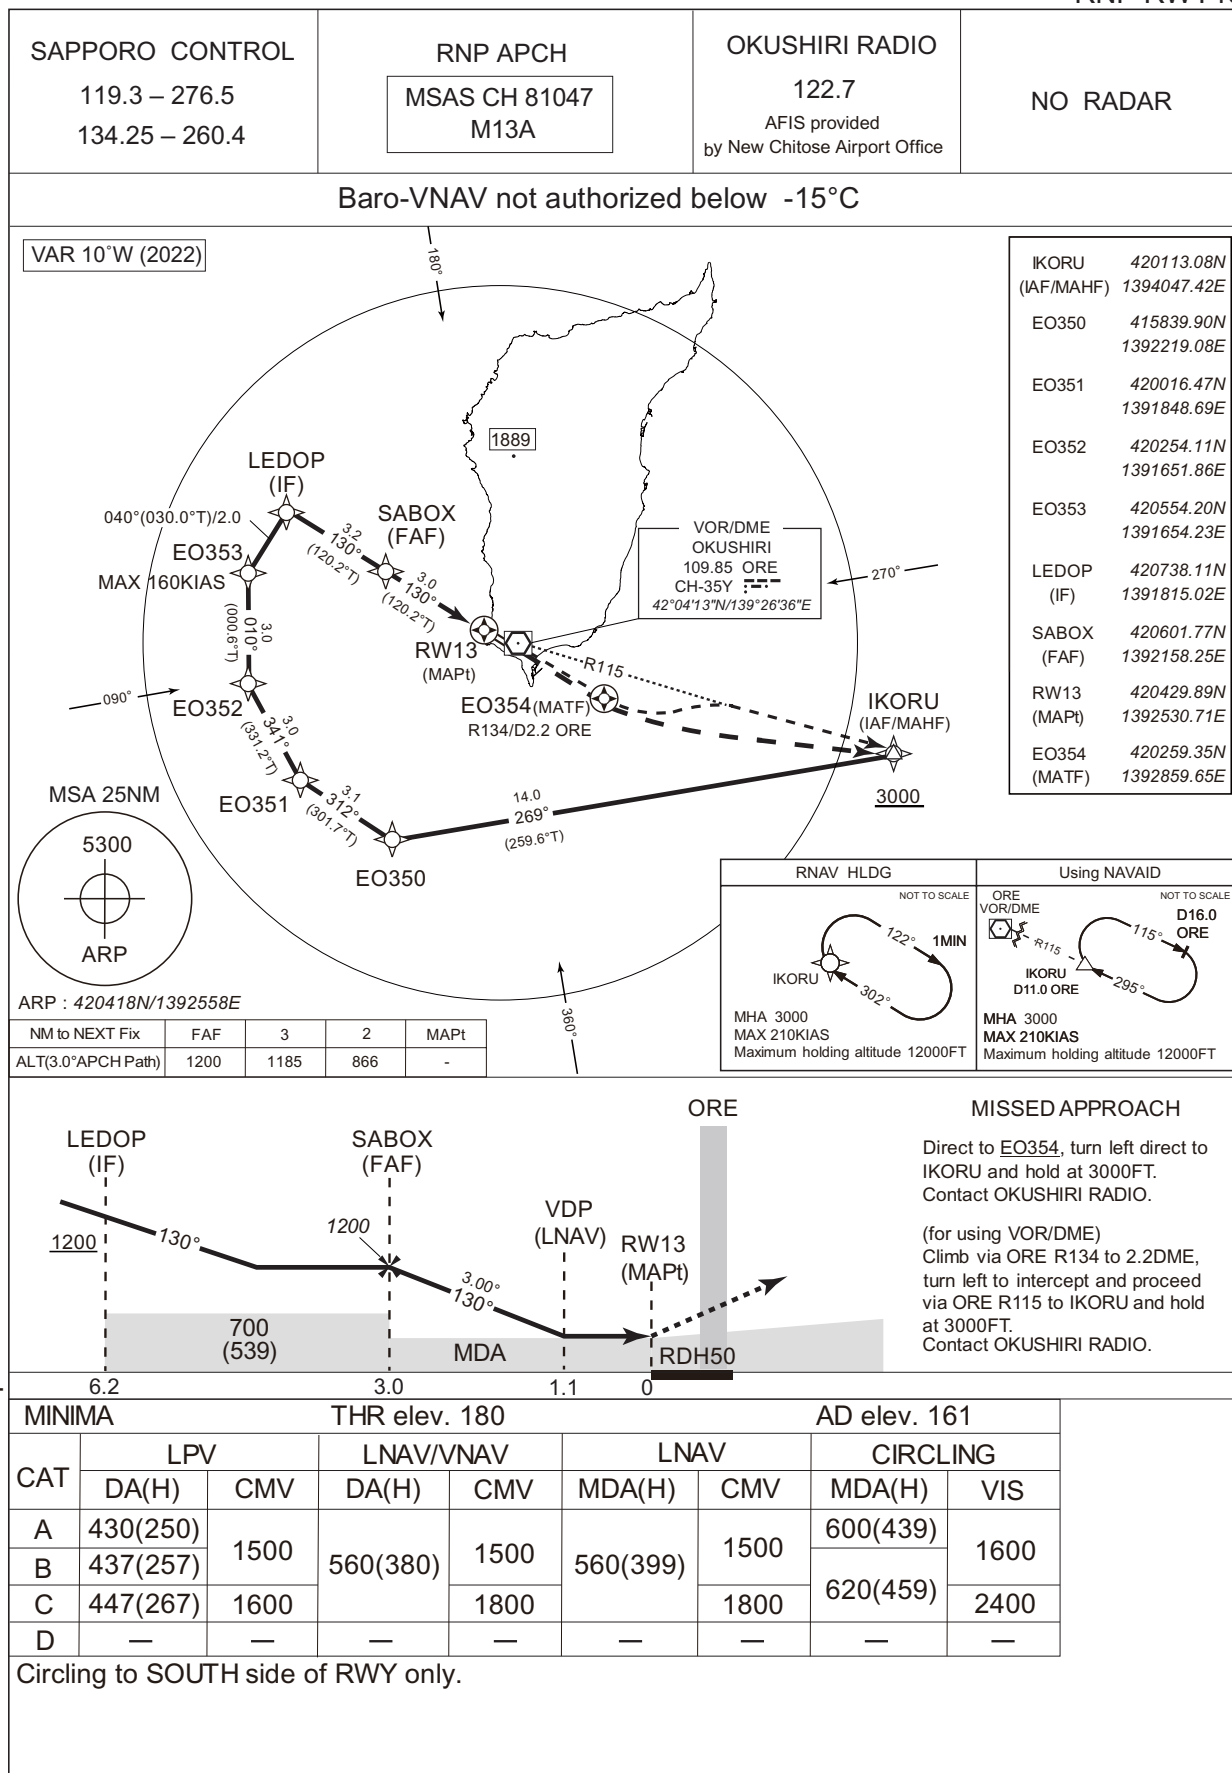 SAPPORO CONTROL
119.3 – 276.5
134.25 – 260.4
RNP APCH
MSAS CH 81047
M13A
OKUSHIRI RADIO
122.7
AFIS provided
by New Chitose Airport Office
NO RADAR
Baro-VNAV not authorized below -15°C
VAR 10°W (2022)
180°
1889
LEDOP
(IF)
040°(030.0°T)/2.0
3.2
130°
(120.2°T)
SABOX
(FAF)
EO353
MAX 160KIAS
3.0
130°
(120.2°T)
VOR/DME
OKUSHIRI
109.85 ORE
CH-35Y
42°04'13"N/139°26'36"E
270°
3.0
010°
(000.6°T)
RW13
(MAPt)
R115
090°
EO352
EO354(MATF)
R134/D2.2 ORE
IKORU
(IAF/MAHF)
3000
3.0
341°
(331.2°T)
EO351
3.1
312°
(301.7°T)
14.0
269°
(259.6°T)
EO350
360°
MSA 25NM
5300
ARP
ARP : 420418N/1392558E
IKORU 420113.08N
(IAF/MAHF) 1394047.42E
EO350 415839.90N
1392219.08E
EO351 420016.47N
1391848.69E
EO352 420254.11N
1391651.86E
EO353 420554.20N
1391654.23E
LEDOP 420738.11N
(IF) 1391815.02E
SABOX 420601.77N
(FAF) 1392158.25E
RW13 420429.89N
(MAPt) 1392530.71E
EO354 420259.35N
(MATF) 1392859.65E
RNAV HLDG
NOT TO SCALE
122°
1MIN
IKORU
302°
MHA 3000
MAX 210KIAS
Maximum holding altitude 12000FT
Using NAVAID
NOT TO SCALE
ORE
VOR/DME
D16.0
ORE
115°
R115
IKORU
D11.0 ORE
295°
MHA 3000
MAX 210KIAS
Maximum holding altitude 12000FT
NM to NEXT Fix FAF 3 2 MAPt
ALT(3.0°APCH Path) 1200 1185 866 -
LEDOP
(IF)
SABOX
(FAF)
ORE
VDP
(LNAV)
RW13
(MAPt)
1200
130°
1200
3.00°
130°
700
(539)
MDA
RDH50
6.2 3.0 1.1 0
MISSED APPROACH
Direct to EO354, turn left direct to
IKORU and hold at 3000FT.
Contact OKUSHIRI RADIO.
(for using VOR/DME)
Climb via ORE R134 to 2.2DME,
turn left to intercept and proceed
via ORE R115 to IKORU and hold
at 3000FT.
Contact OKUSHIRI RADIO.
MINIMA THR elev. 180 AD elev. 161
CAT LPV LNAV/VNAV LNAV CIRCLING
DA(H) CMV DA(H) CMV MDA(H) CMV MDA(H) VIS
A 430(250) 1500 560(380) 1500 560(399) 1500 600(439) 1600
B 437(257) 620(459)
C 447(267) 1600 1800 1800 2400
D — — — — — — — —
Circling to SOUTH side of RWY only.